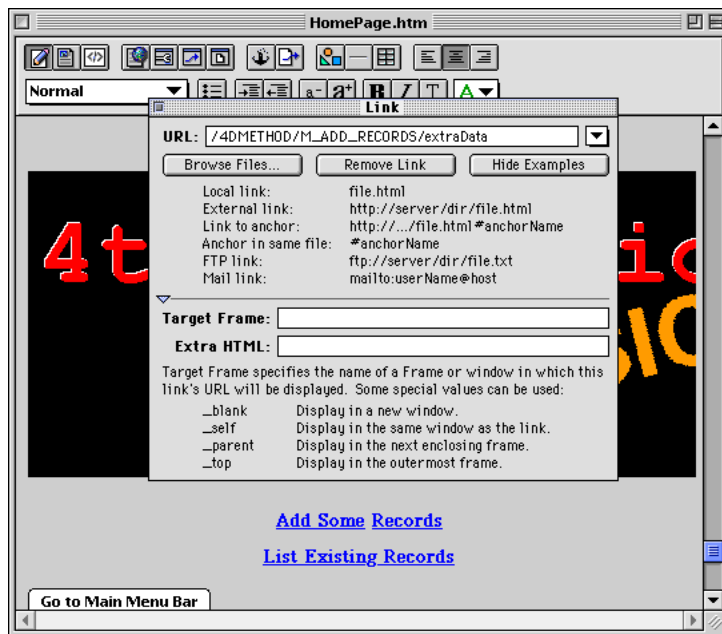 HomePage.htm
Normal
a- a+ B I T A
Link
URL: /4DMETHOD/M_ADD_RECORDS/extraData
Browse Files... Remove Link Hide Examples
Local link: file.html
External link: http://server/dir/file.html
Link to anchor: http://.../file.html#anchorName
Anchor in same file: #anchorName
FTP link: ftp://server/dir/file.txt
Mail link: mailto:userName@host
4t
Target Frame:
Extra HTML:
Target Frame specifies the name of a Frame or window in which this
link's URL will be displayed. Some special values can be used:
_blank Display in a new window.
_self Display in the same window as the link.
_parent Display in the next enclosing frame.
_top Display in the outermost frame.
Add Some Records
List Existing Records
Go to Main Menu Bar